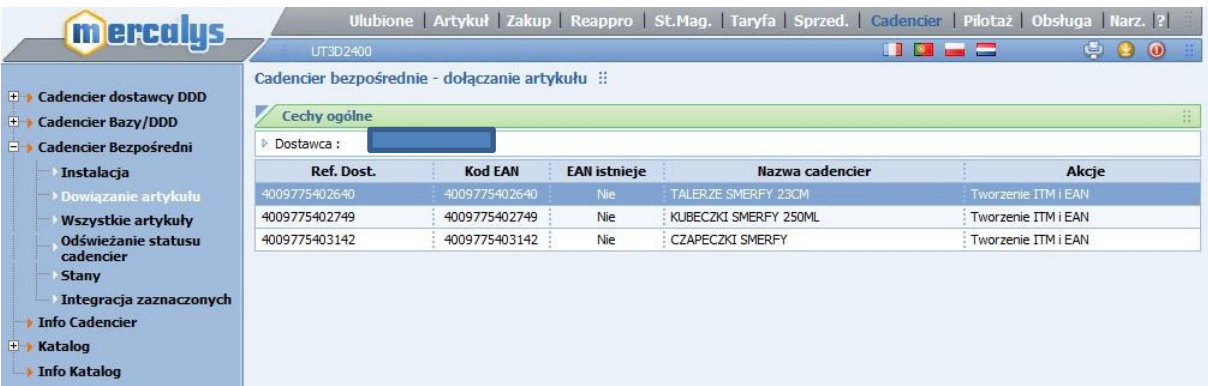 mercalys
Ulubione | Artykuł | Zakup | Reappro | St.Mag. | Taryfa | Sprzed. | Cadencier | Pilotaż | Obsługa | Narz. |?|
UT3D2400
Cadencier bezpośrednie - dołączanie artykułu
Cadencier dostawcy DDD
Cadencier Bazy/DDD
Cadencier Bezpośredni
Instalacja
Dowiązanie artykułu
Wszystkie artykuły
Odświeżanie statusu
cadencier
Stany
Integracja zaznaczonych
Info Cadencier
Katalog
Info Katalog
Cechy ogólne
Dostawca :
Ref. Dost. Kod EAN EAN istnieje Nazwa cadencier Akcje
4009775402640 4009775402640 Nie TALERZE SMERFY 23CM Tworzenie ITM i EAN
4009775402749 4009775402749 Nie KUBECZKI SMERFY 250ML Tworzenie ITM i EAN
4009775403142 4009775403142 Nie CZAPECZKI SMERFY Tworzenie ITM i EAN